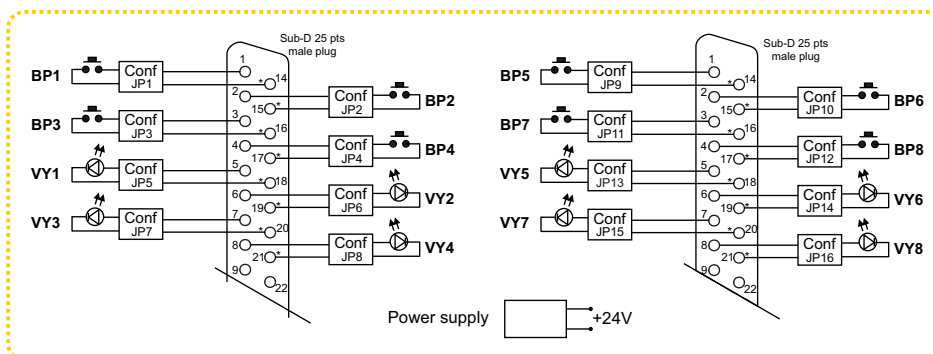 Sub-D 25 pts
male plug
BP1
Conf
JP1
1
*14
2
15*
Conf
JP2
BP2
BP3
Conf
JP3
3
*16
4
17*
Conf
JP4
BP4
VY1
Conf
JP5
5
*18
6
19*
Conf
JP6
VY2
VY3
Conf
JP7
7
*20
8
21*
Conf
JP8
VY4
9
22
Sub-D 25 pts
male plug
BP5
Conf
JP9
1
*14
2
15*
Conf
JP10
BP6
BP7
Conf
JP11
3
*16
4
17*
Conf
JP12
BP8
VY5
Conf
JP13
5
*18
6
19*
Conf
JP14
VY6
VY7
Conf
JP15
7
*20
8
21*
Conf
JP16
VY8
9
22
Power supply
+24V